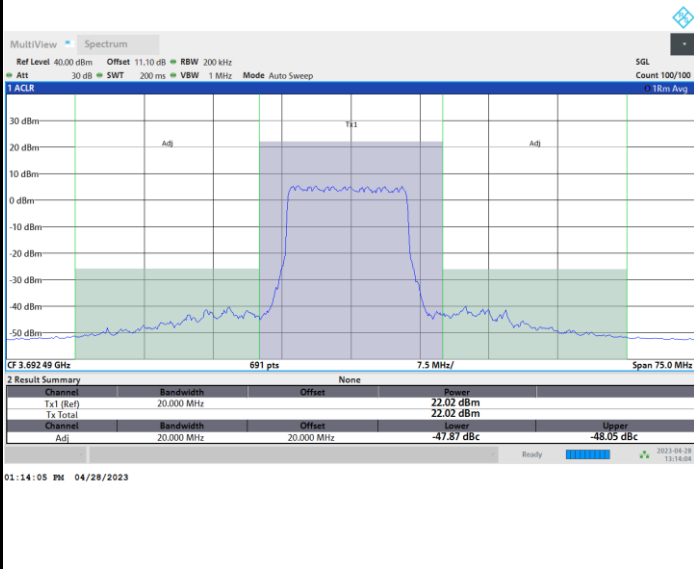 MultiView Spectrum
Ref Level 40.00 dBm Offset 11.10 dB RBW 200 kHz SGL
Att 30 dB SWT 200 ms VBW 1 MHz Mode Auto Sweep Count 100/100
1 ACLR 1Rm Avg
Tx1
30 dBm
Adj Adj
20 dBm
10 dBm
0 dBm
-10 dBm
-20 dBm
-30 dBm
-40 dBm
-50 dBm
CF 3.692 49 GHz 691 pts 7.5 MHz/ Span 75.0 MHz
2 Result Summary None
Channel Bandwidth Offset Power
Tx1 (Ref) 20.000 MHz 22.02 dBm
Tx Total 22.02 dBm
Channel Bandwidth Offset Lower Upper
Adj 20.000 MHz 20.000 MHz -47.87 dBc -48.05 dBc
Ready 2023-04-28
13:14:04
01:14:05 PM 04/28/2023